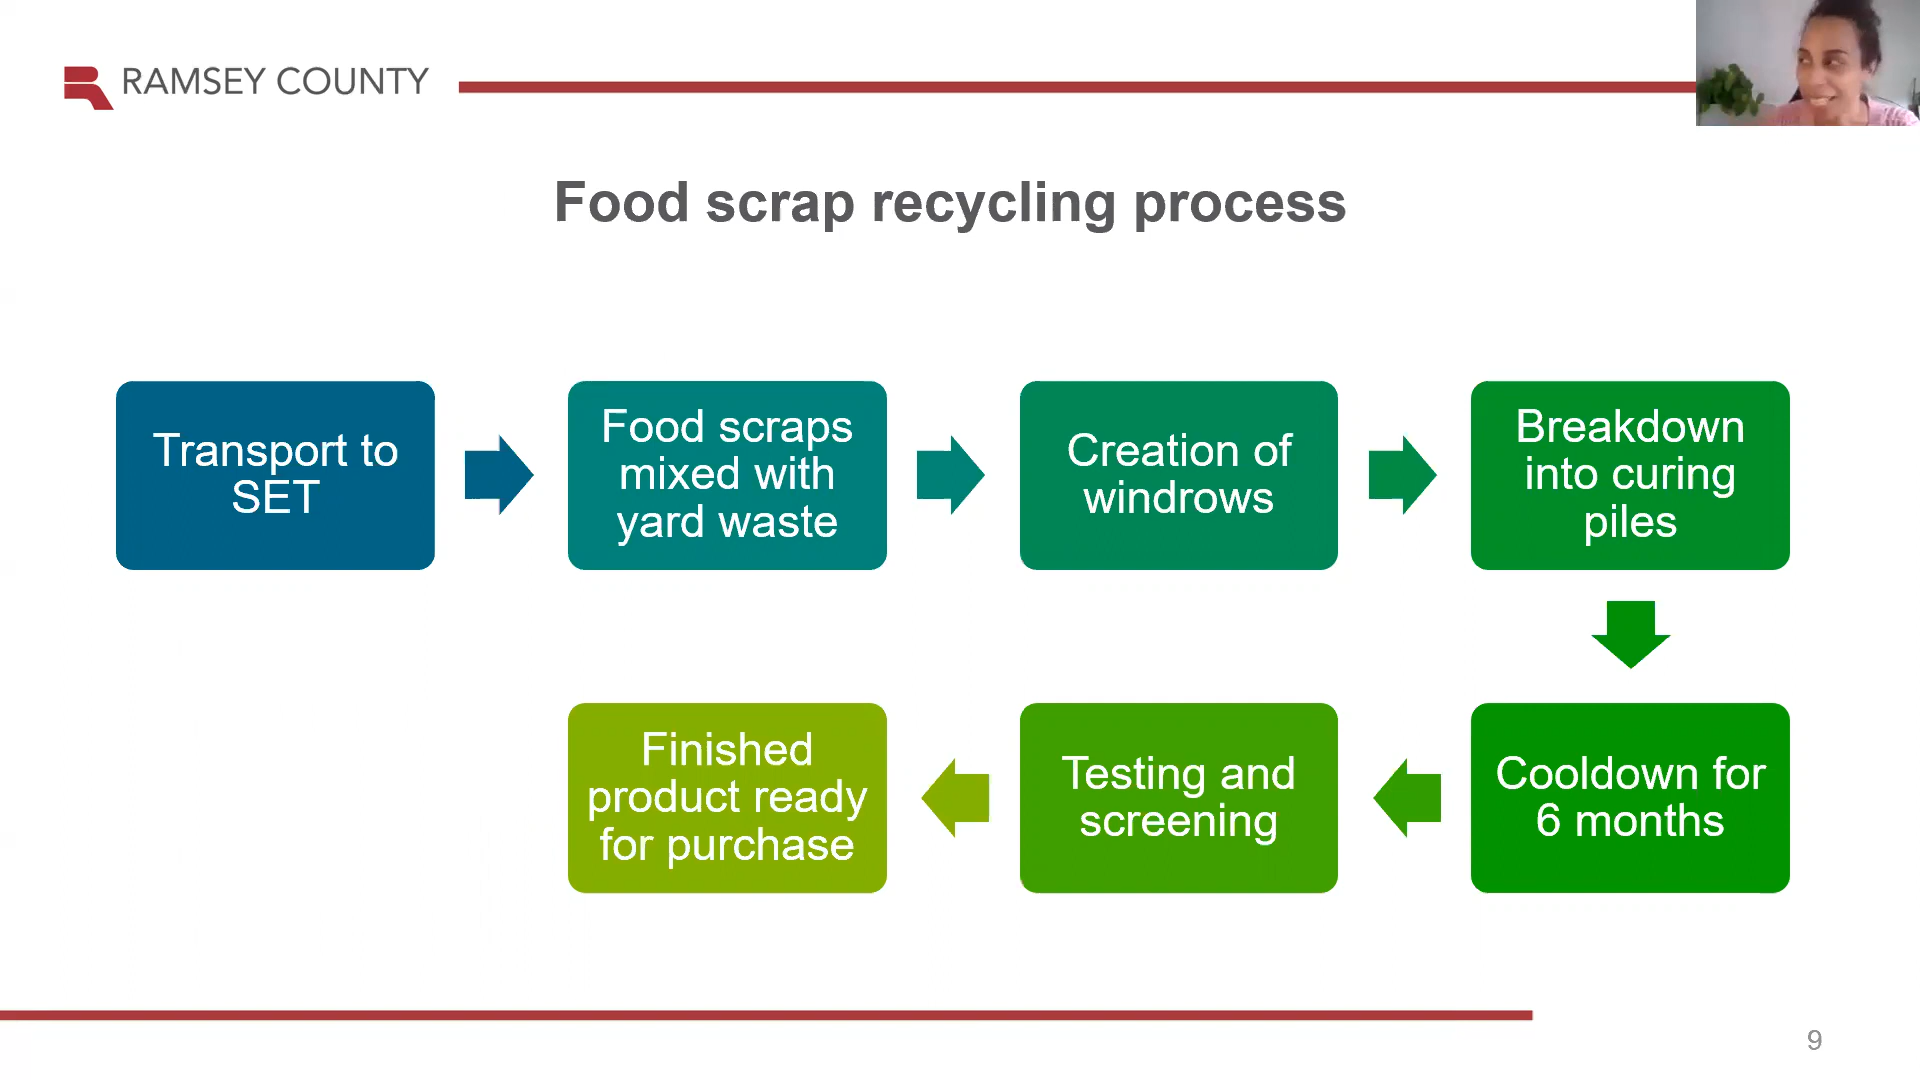 RAMSEY COUNTY
Food scrap recycling process
Transport to
SET
Food scraps
mixed with
yard waste
Creation of
windrows
Breakdown
into curing
piles
Cooldown for
6 months
Testing and
screening
Finished
product ready
for purchase
9